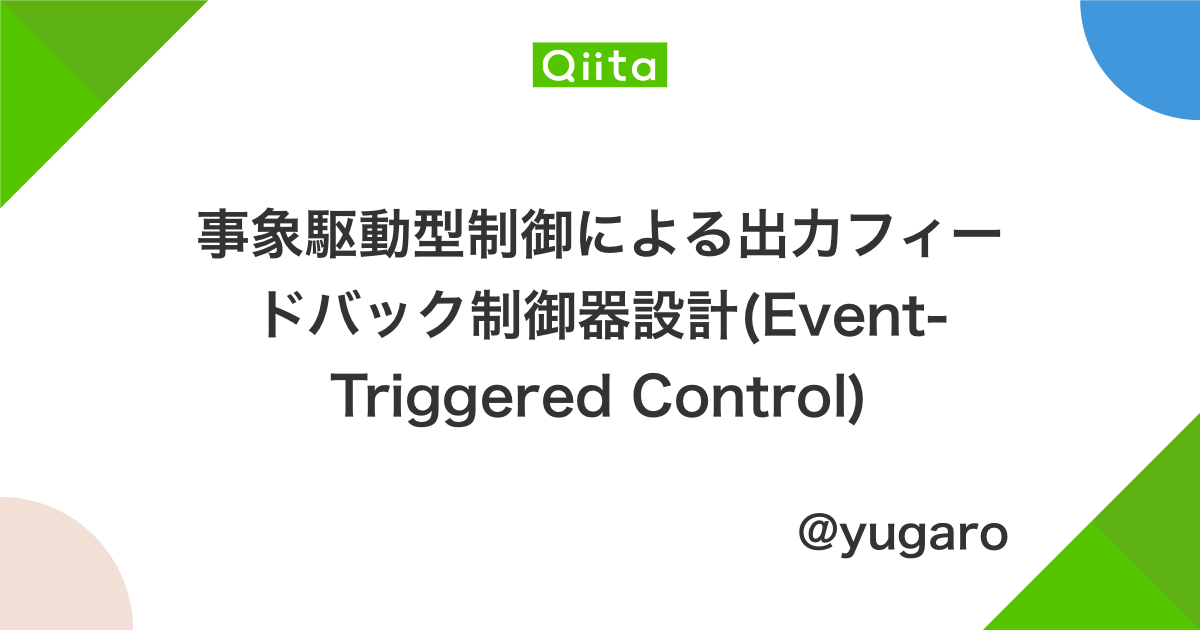 Qiita
事象駆動型制御による出力フィー
ドバック制御器設計(Event-
Triggered Control)
@yugaro